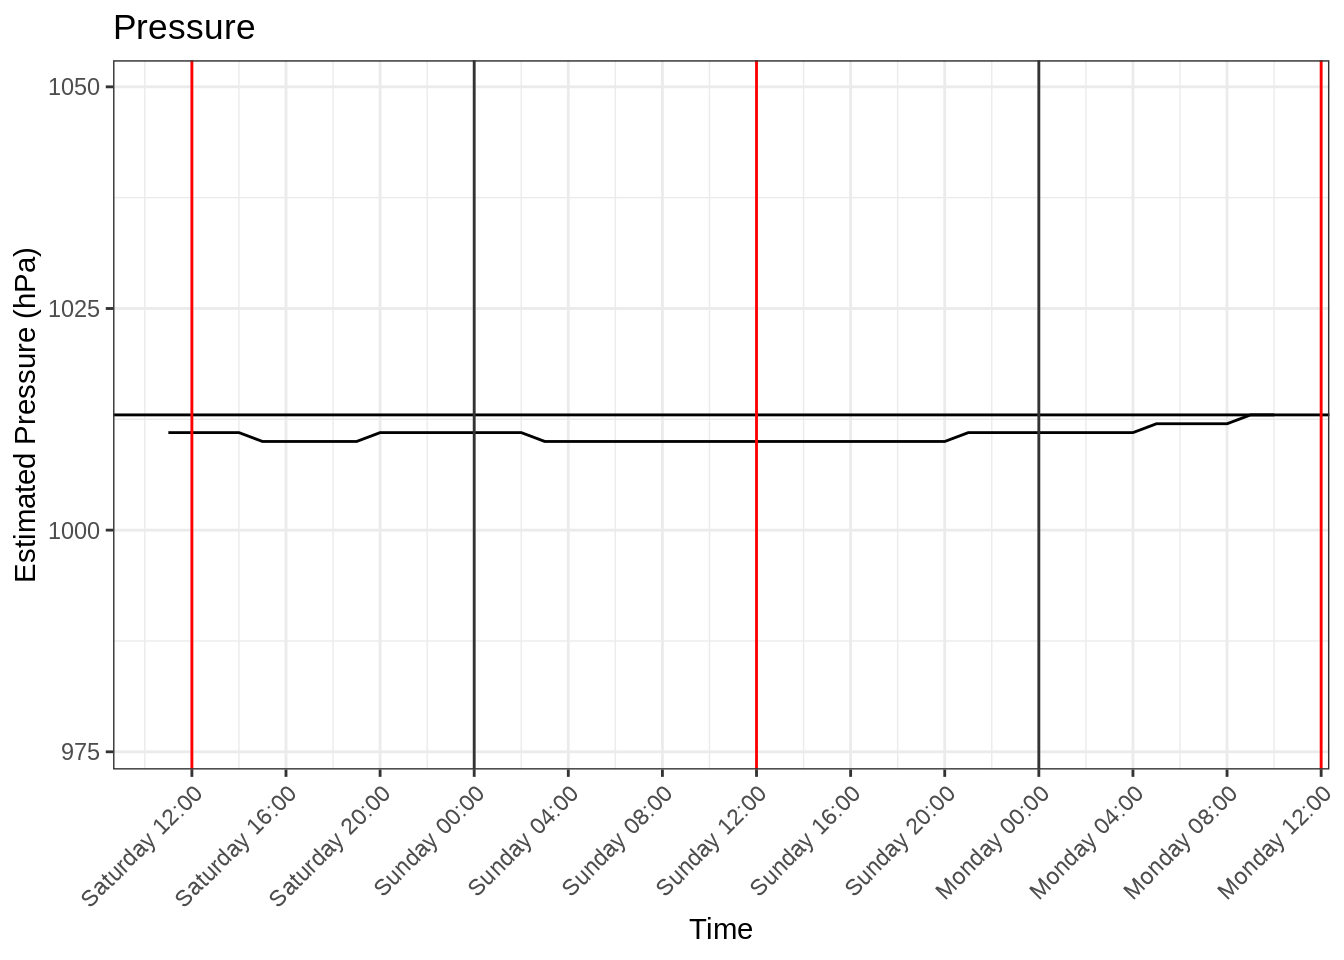 Pressure
Estimated Pressure (hPa)
1050
1025
1000
975
Saturday 12:00
Saturday 16:00
Saturday 20:00
Sunday 00:00
Sunday 04:00
Sunday 08:00
Sunday 12:00
Sunday 16:00
Sunday 20:00
Monday 00:00
Monday 04:00
Monday 08:00
Monday 12:00
Time